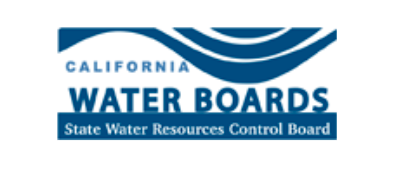 CALIFORNIA
WATER BOARDS
State Water Resources Control Board